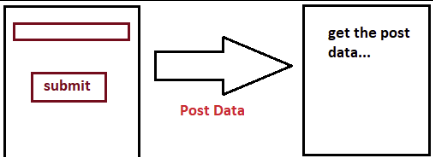 submit
Post Data
get the post
data...